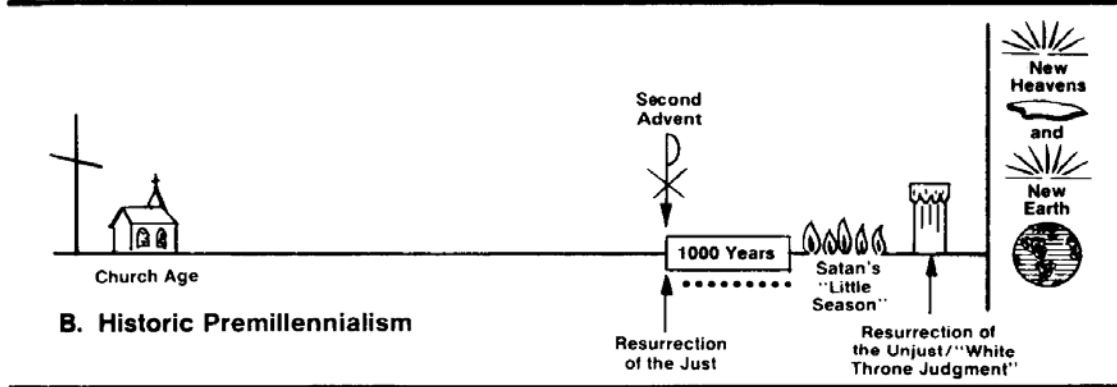 New
Heavens
and
New
Earth
Second
Advent
1000 Years
Church Age
Satan's
"Little
Season"
B. Historic Premillennialism
Resurrection
of the Just
Resurrection of
the Unjust/"White
Throne Judgment"